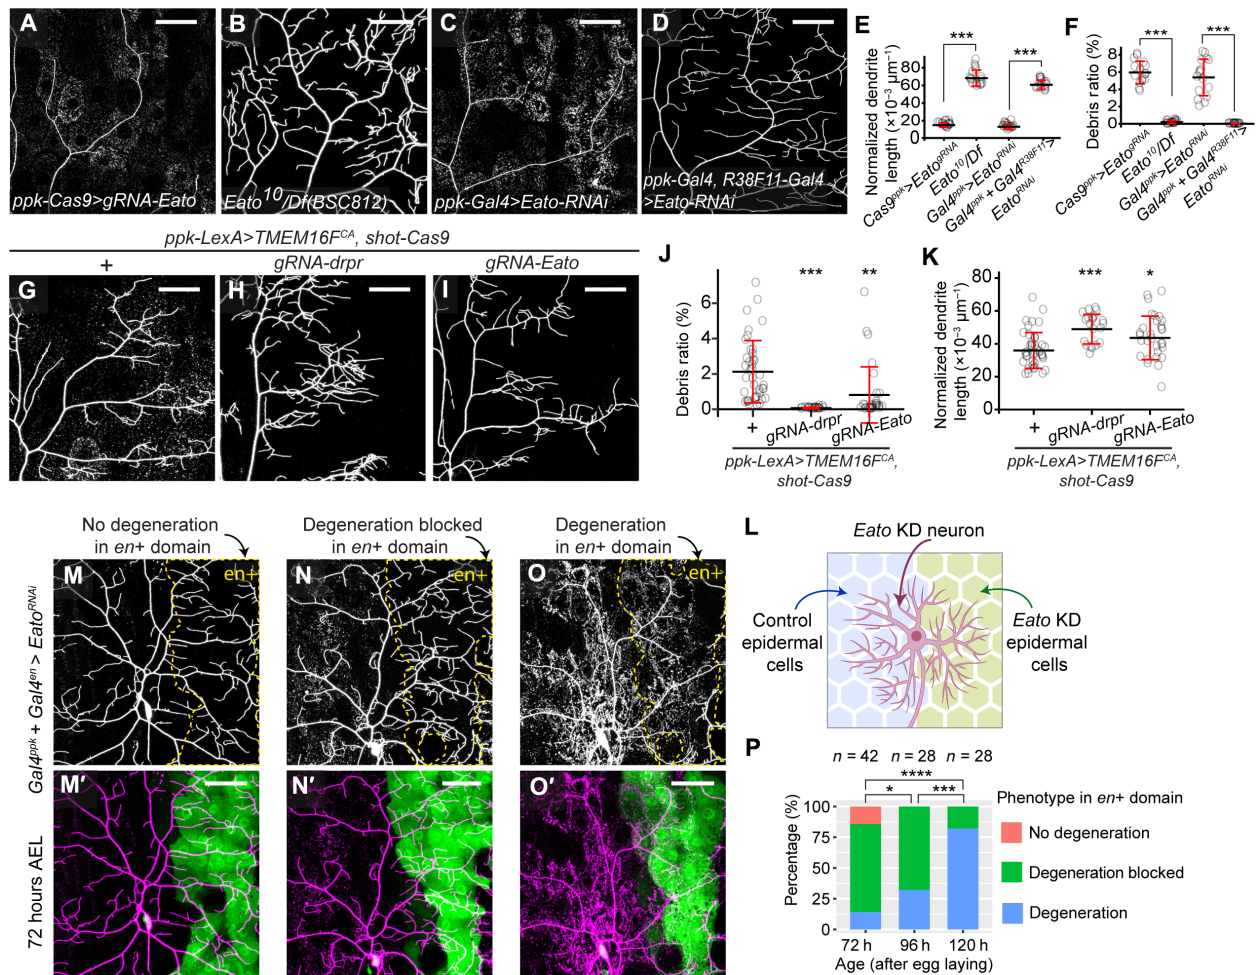 A
ppk-Cas9>gRNA-Eato
B
Eato10/Df(BSC812)
C
ppk-Gal4>Eato-RNAi
D
ppk-Gal4, R38F11-Gal4
>Eato-RNAi
E
Normalized dendrite
length (×10−3 µm−1)
80
60
40
20
0
***
***
Cas9ppk>EatogRNA
Eato10/Df
Gal4ppk>EatoRNAi
Gal4ppk + Gal4R38F11>
EatoRNAi
F
Debris ratio (%)
8
6
4
2
0
***
***
Cas9ppk>EatogRNA
Eato10/Df
Gal4ppk>EatoRNAi
Gal4ppk + Gal4R38F11>
EatoRNAi
ppk-LexA>TMEM16FCA, shot-Cas9
+
gRNA-drpr
gRNA-Eato
G
H
I
J
Debris ratio (%)
6
4
2
0
***
**
+
gRNA-drpr
gRNA-Eato
ppk-LexA>TMEM16FCA,
shot-Cas9
K
Normalized dendrite
length (×10−3 µm−1)
80
60
40
20
0
***
*
+
gRNA-drpr
gRNA-Eato
ppk-LexA>TMEM16FCA,
shot-Cas9
No degeneration
in en+ domain
Degeneration blocked
in en+ domain
Degeneration
in en+ domain
Gal4ppk + Gal4en > EatoRNAi
72 hours AEL
M
en+
N
en+
O
en+
M′
N′
O′
L
Eato KD neuron
Control
epidermal
cells
Eato KD
epidermal
cells
P
n = 42
n = 28
n = 28
****
*
***
Percentage (%)
100
75
50
25
0
72 h
96 h
120 h
Age (after egg laying)
Phenotype in en+ domain
No degeneration
Degeneration blocked
Degeneration